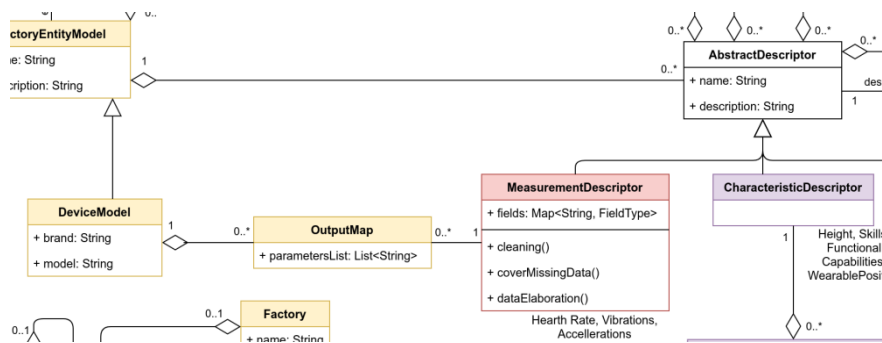 0..
0..*
0..*
0..*
0..*
ctoryEntityModel
e: String
cription: String
1
0..*
AbstractDescriptor
+ name: String
+ description: String
des
1
DeviceModel
+ brand: String
+ model: String
1
0..*
OutputMap
+ parametersList: List<String>
0..*
1
MeasurementDescriptor
+ fields: Map<String, FieldType>
+ cleaning()
+ coverMissingData()
+ dataElaboration()
Hearth Rate, Vibrations,
Accellerations
CharacteristicDescriptor
1
Height, Skills
Functional
Capabilities
WearablePosit
0..*
0..1
0..1
Factory
+ name: String